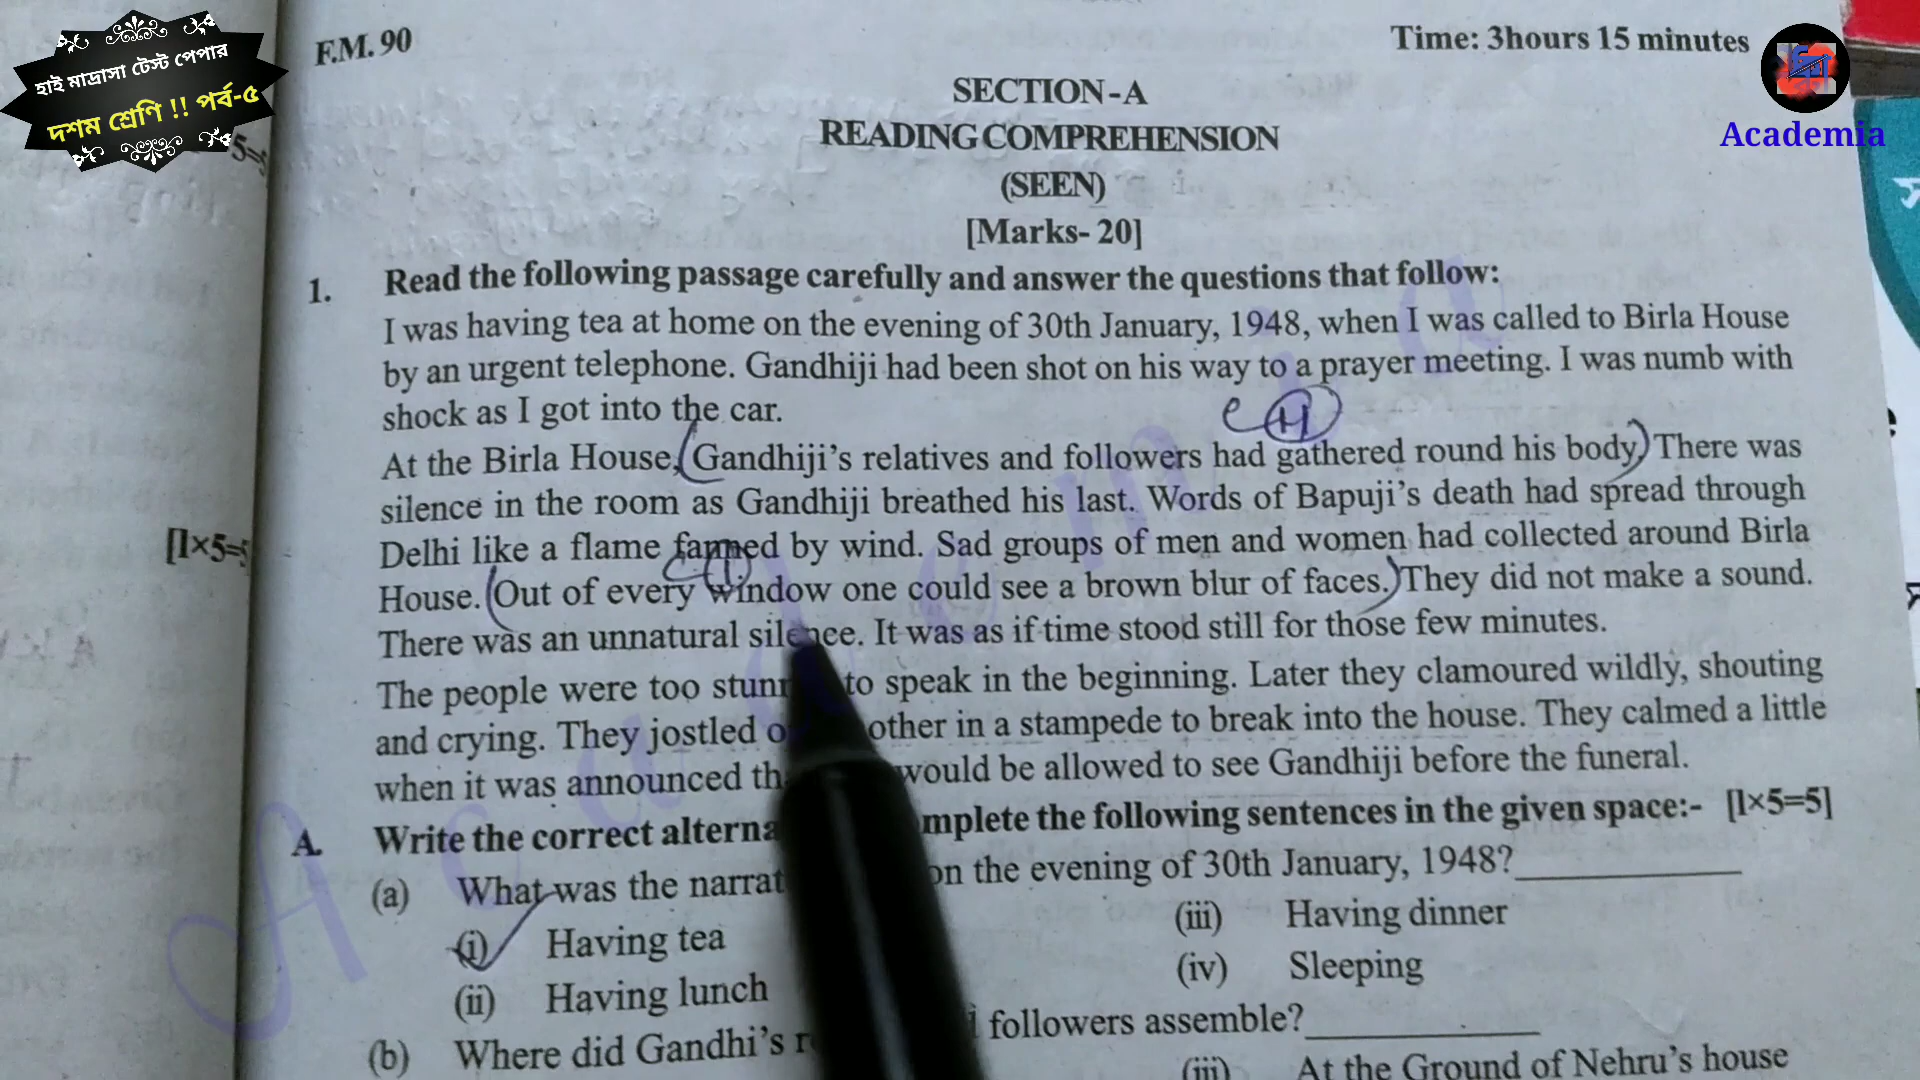 হাই মাদ্রাসা টেস্ট পেপার
দশম শ্রেণি !! পর্ব-৫
F.M. 90
Time: 3hours 15 minutes
Academia
SECTION-A
READING COMPREHENSION
(SEEN)
[Marks- 20]
1. Read the following passage carefully and answer the questions that follow:
I was having tea at home on the evening of 30th January, 1948, when I was called to Birla House
by an urgent telephone. Gandhiji had been shot on his way to a prayer meeting. I was numb with
shock as I got into the car.
At the Birla House, Gandhiji's relatives and followers had gathered round his body. There was
silence in the room as Gandhiji breathed his last. Words of Bapuji's death had spread through
Delhi like a flame fanned by wind. Sad groups of men and women had collected around Birla
House. Out of every window one could see a brown blur of faces. They did not make a sound.
There was an unnatural silence. It was as if time stood still for those few minutes.
The people were too to speak in the beginning. Later they clamoured wildly, shouting
and crying. They jostled other in a stampede to break into the house. They calmed a little
when it was announced would be allowed to see Gandhiji before the funeral.
A. Write the correct the following sentences in the given space:- [1×5=5]
[1×5=5
(a) What was the on the evening of 30th January, 1948?
(i) Having tea
(iii) Having dinner
(ii) Having lunch
(iv) Sleeping
(b) Where did Gandhi's followers assemble?
(iii) At the Ground of Nehru's house